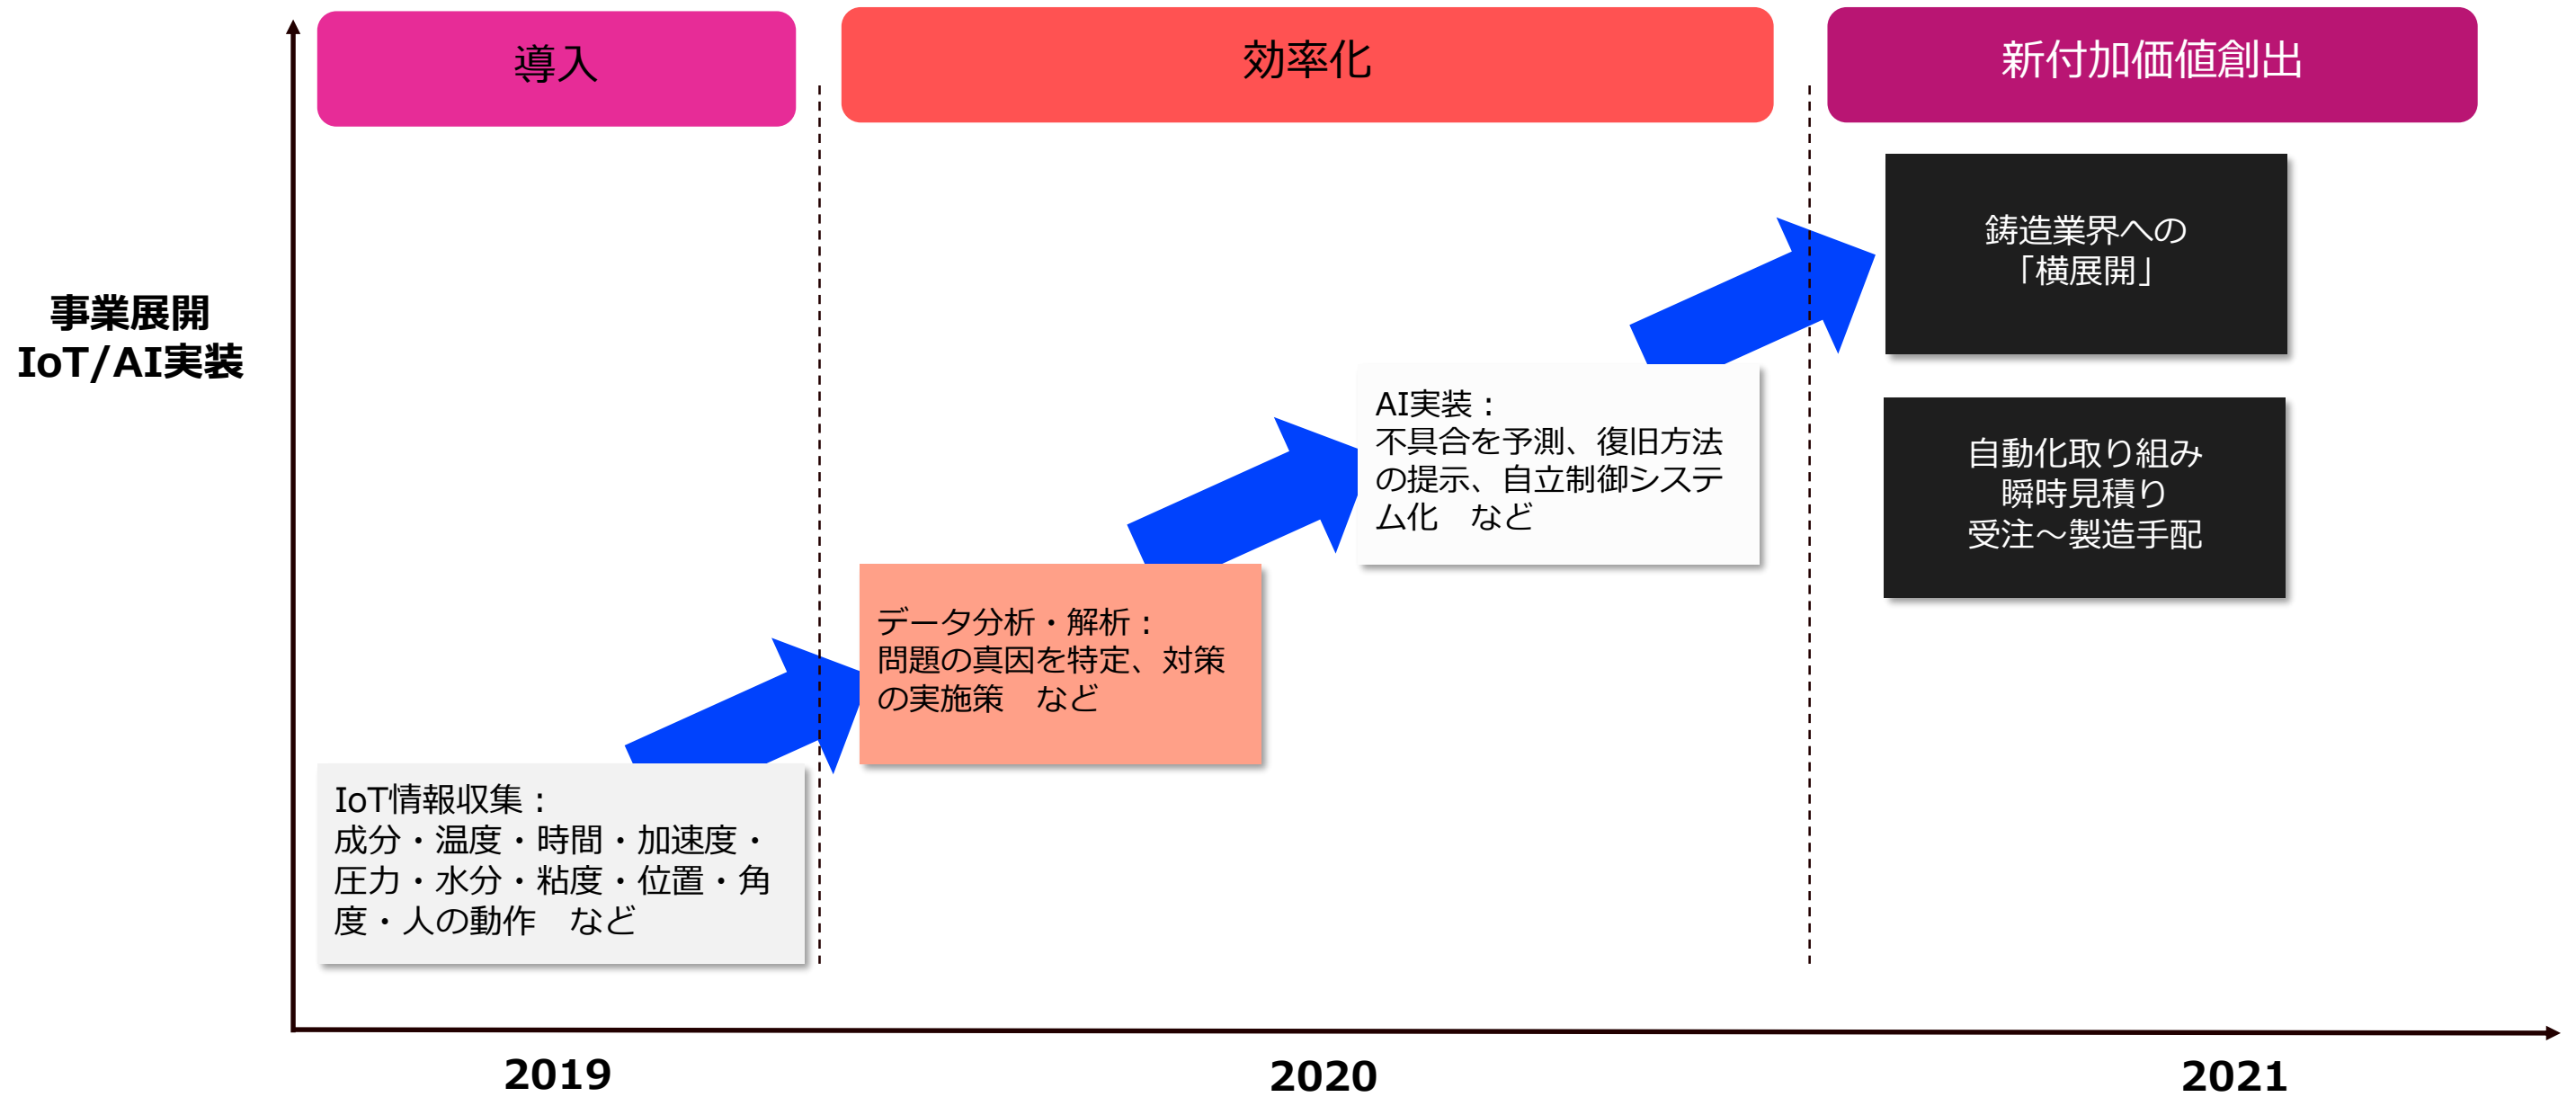 導入
効率化
新付加価値創出
事業展開
IoT/AI実装
鋳造業界への
「横展開」
自動化取り組み
瞬時見積り
受注～製造手配
AI実装：
不具合を予測、復旧方法
の提示、自立制御システ
ム化　など
データ分析・解析：
問題の真因を特定、対策
の実施策　など
IoT情報収集：
成分・温度・時間・加速度・
圧力・水分・粘度・位置・角
度・人の動作　など
2019
2020
2021